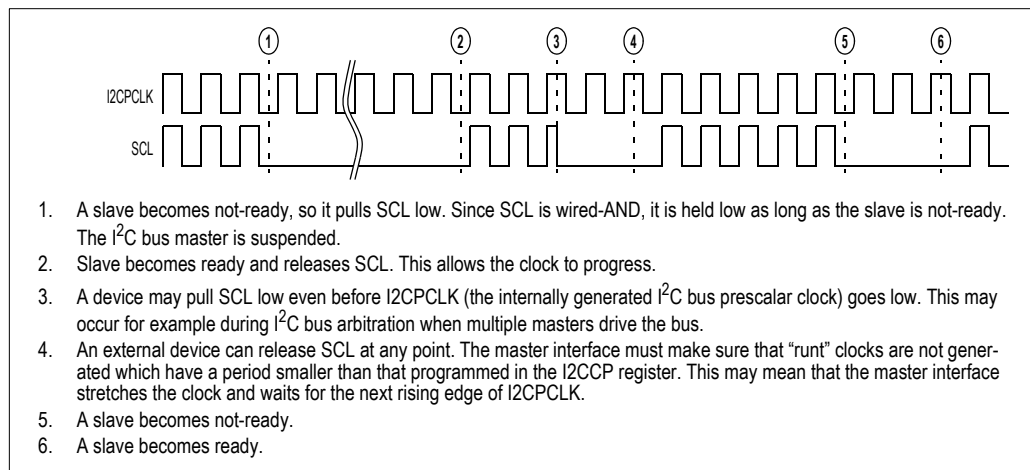 1 2 3 4 5 6
I2CPCLK
SCL
1. A slave becomes not-ready, so it pulls SCL low. Since SCL is wired-AND, it is held low as long as the slave is not-ready.
The I²C bus master is suspended.
2. Slave becomes ready and releases SCL. This allows the clock to progress.
3. A device may pull SCL low even before I2CPCLK (the internally generated I²C bus prescalar clock) goes low. This may
occur for example during I²C bus arbitration when multiple masters drive the bus.
4. An external device can release SCL at any point. The master interface must make sure that “runt” clocks are not gener-
ated which have a period smaller than that programmed in the I2CCP register. This may mean that the master interface
stretches the clock and waits for the next rising edge of I2CPCLK.
5. A slave becomes not-ready.
6. A slave becomes ready.